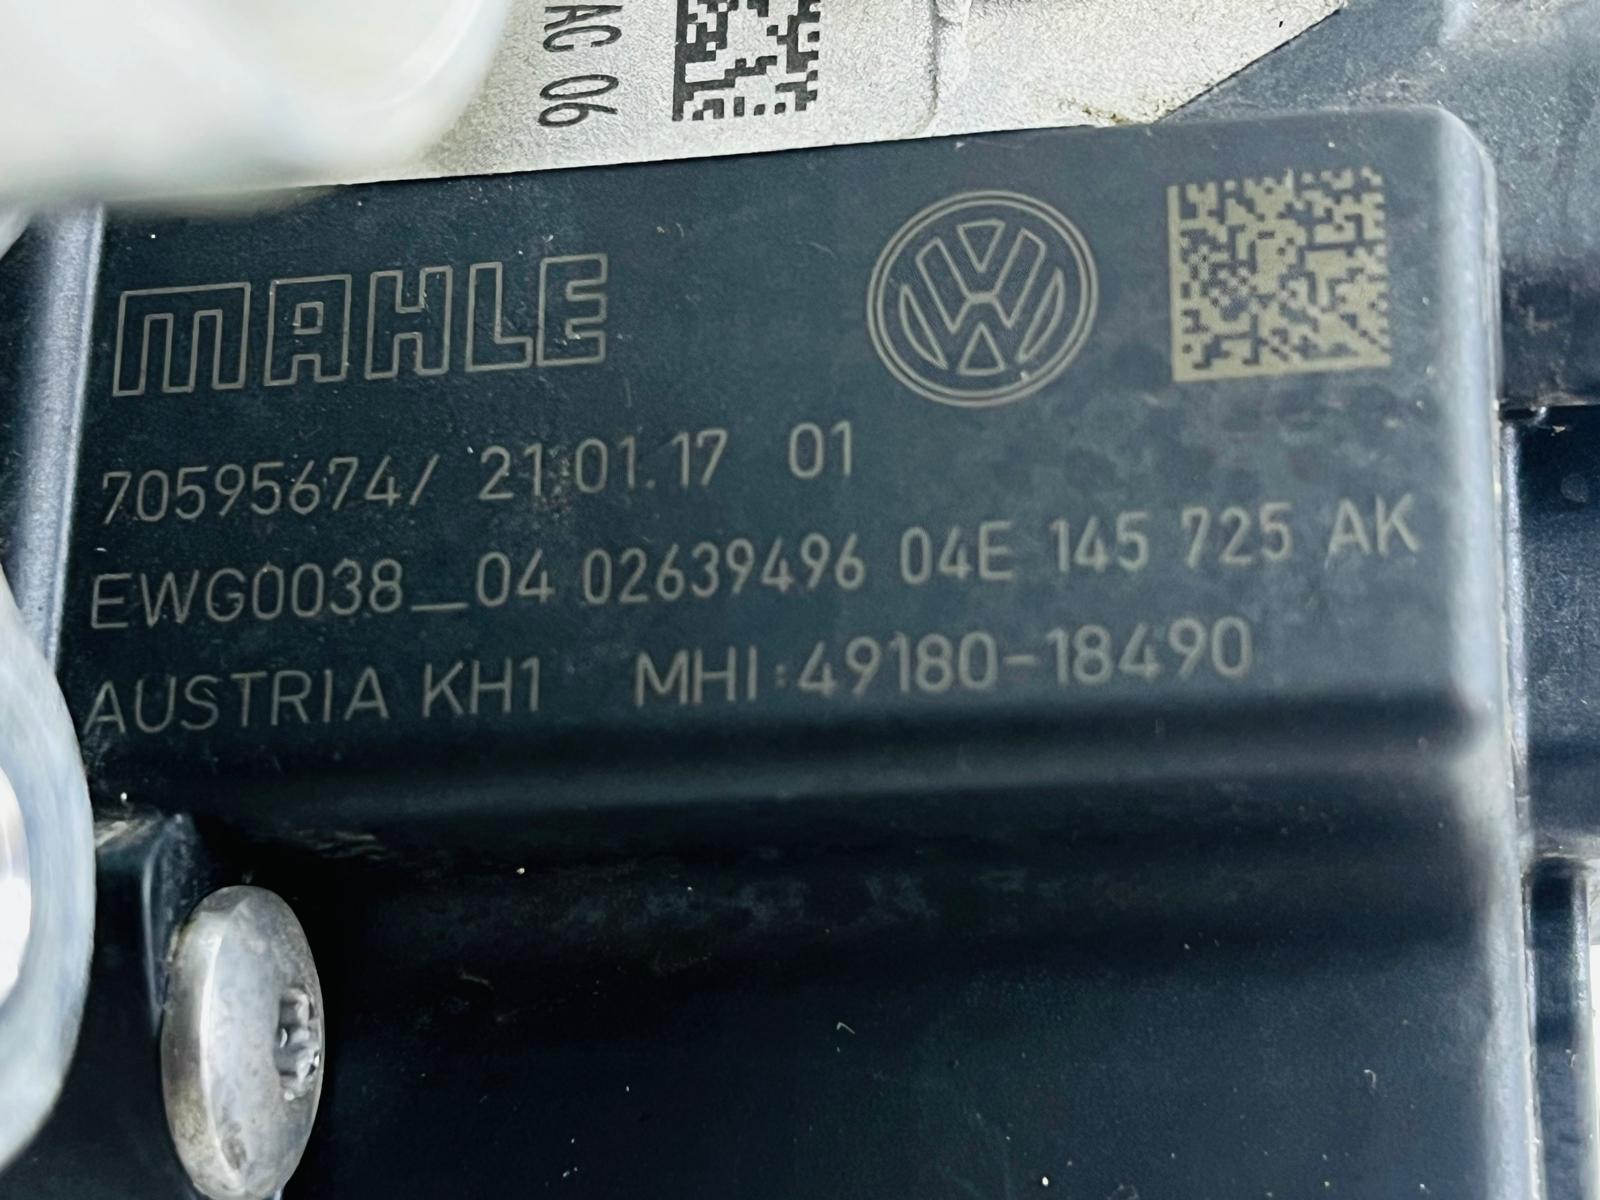 AC 06
MAHLE
70595674/ 21.01.17 01
EWG0038_04 02639496 04E 145 725 AK
AUSTRIA KH1 MHI:49180-18490